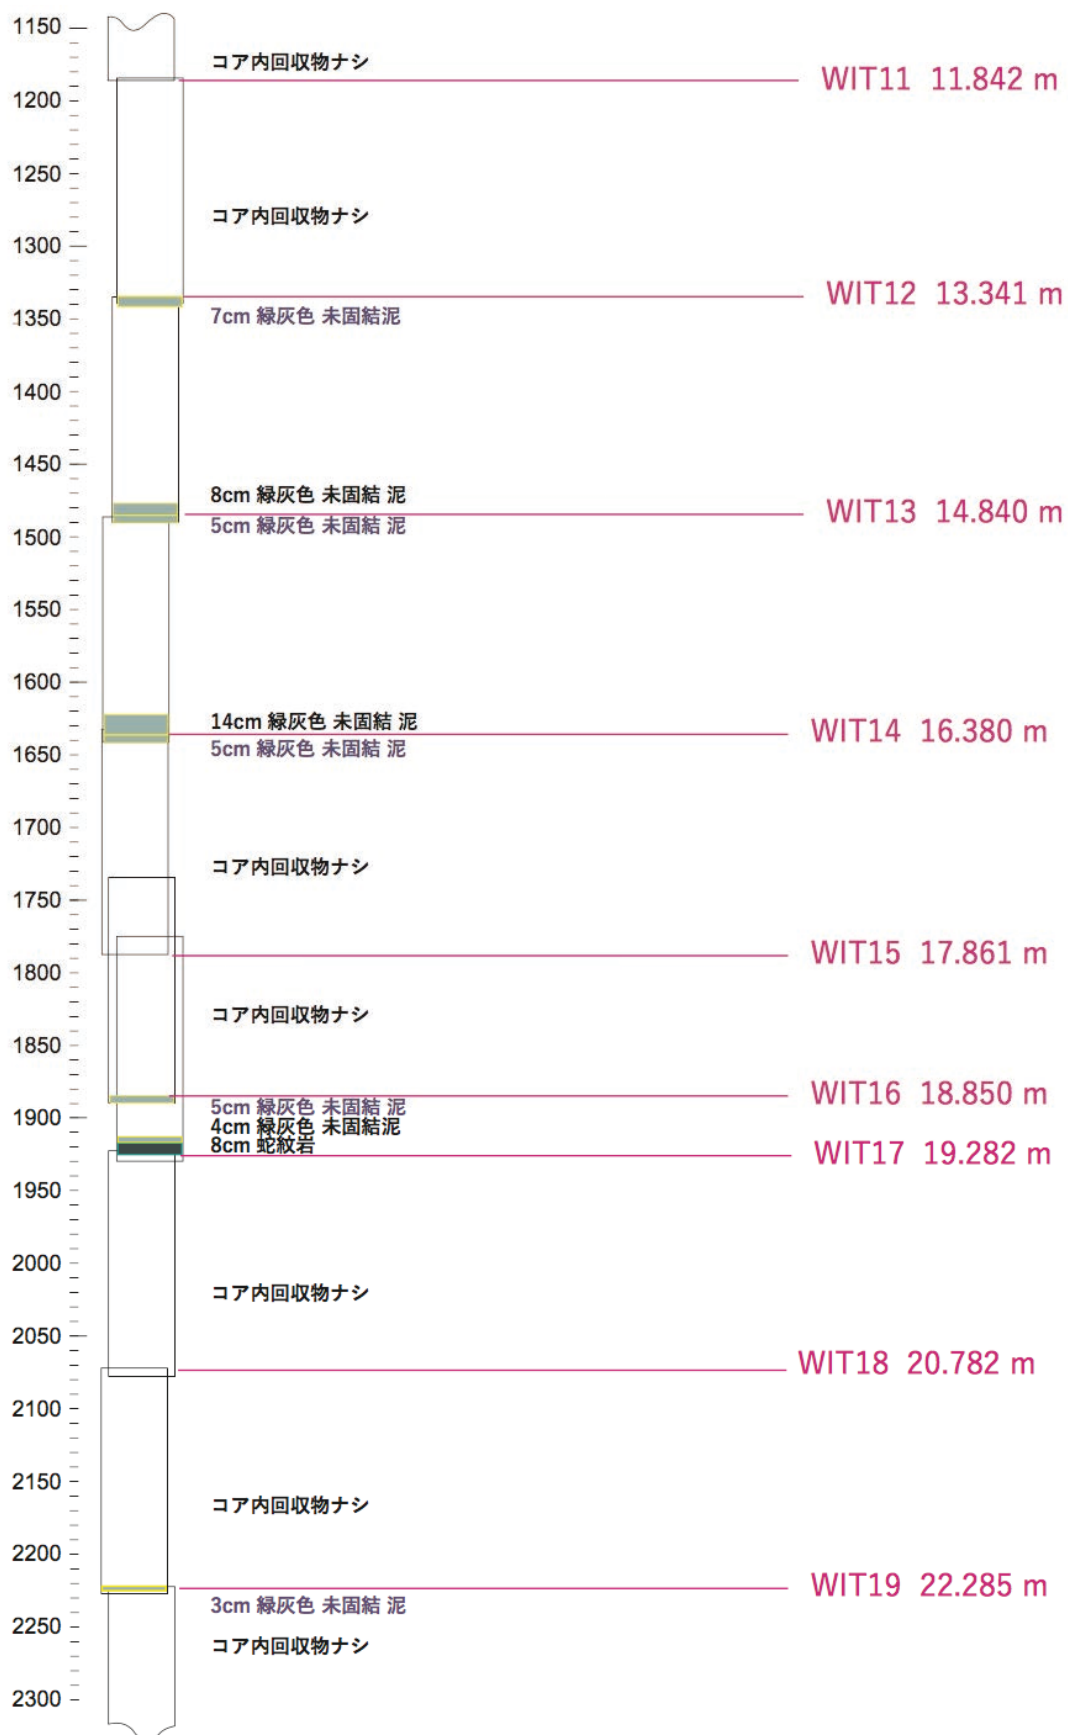 1150
コア内回収物ナシ
WIT11 11.842 m
1200
1250
コア内回収物ナシ
1300
WIT12 13.341 m
7cm 緑灰色 未固結泥
1350
1400
1450
8cm 緑灰色 未固結 泥
WIT13 14.840 m
5cm 緑灰色 未固結 泥
1500
1550
1600
14cm 緑灰色 未固結 泥
WIT14 16.380 m
5cm 緑灰色 未固結 泥
1650
1700
コア内回収物ナシ
1750
WIT15 17.861 m
1800
コア内回収物ナシ
1850
WIT16 18.850 m
5cm 緑灰色 未固結 泥
1900
4cm 緑灰色 未固結泥
8cm 蛇紋岩
WIT17 19.282 m
1950
2000
コア内回収物ナシ
2050
WIT18 20.782 m
2100
2150
コア内回収物ナシ
2200
WIT19 22.285 m
3cm 緑灰色 未固結 泥
2250
コア内回収物ナシ
2300